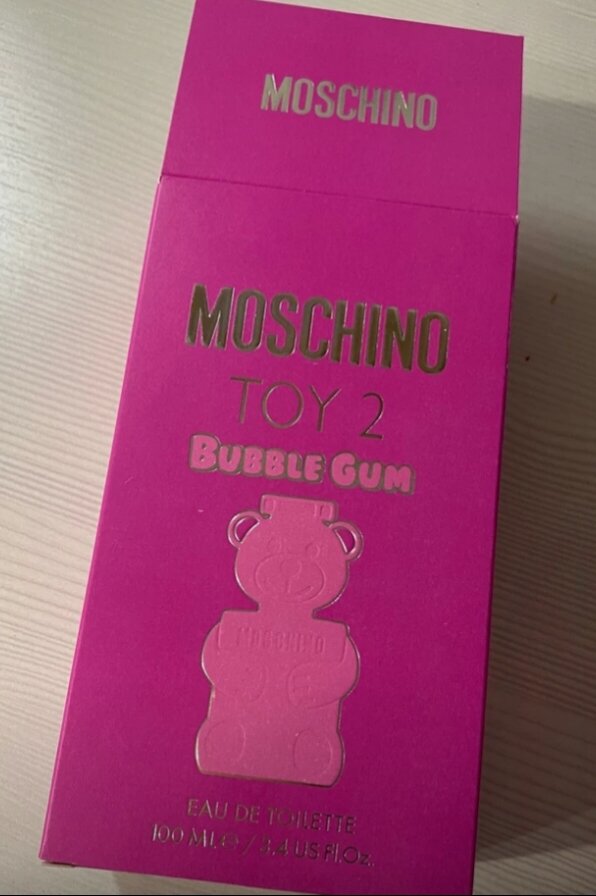 MOSCHINO
MOSCHINO
TOY 2
BUBBLE GUM
MOSCHINO
EAU DE TOILETTE
100 ML ℮ / 3.4 US Fl.Oz.